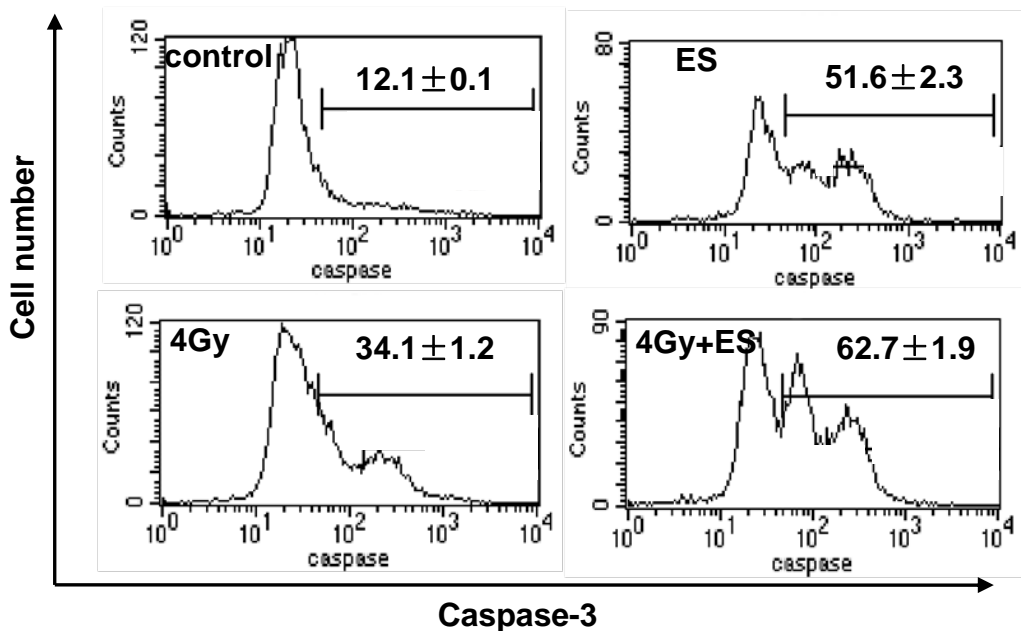 Cell number
120
control
12.1±0.1
Counts
0
10^0 10^1 10^2 10^3 10^4
caspase
80
ES
51.6±2.3
Counts
0
10^0 10^1 10^2 10^3 10^4
caspase
120
4Gy
34.1±1.2
Counts
0
10^0 10^1 10^2 10^3 10^4
caspase
90
4Gy+ES
62.7±1.9
Counts
0
10^0 10^1 10^2 10^3 10^4
caspase
Caspase-3